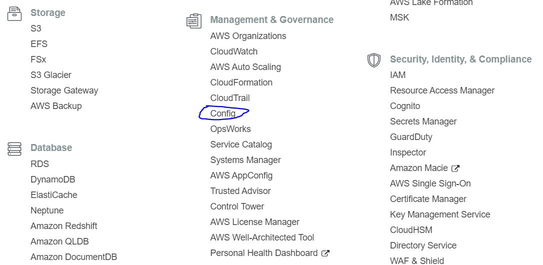 Storage
S3
EFS
FSx
S3 Glacier
Storage Gateway
AWS Backup
Database
RDS
DynamoDB
ElastiCache
Neptune
Amazon Redshift
Amazon QLDB
Amazon DocumentDB
Management & Governance
AWS Organizations
CloudWatch
AWS Auto Scaling
CloudFormation
CloudTrail
Config
OpsWorks
Service Catalog
Systems Manager
AWS AppConfig
Trusted Advisor
Control Tower
AWS License Manager
AWS Well-Architected Tool
Personal Health Dashboard
AWS Lake Formation
MSK
Security, Identity, & Compliance
IAM
Resource Access Manager
Cognito
Secrets Manager
GuardDuty
Inspector
Amazon Macie
AWS Single Sign-On
Certificate Manager
Key Management Service
CloudHSM
Directory Service
WAF & Shield